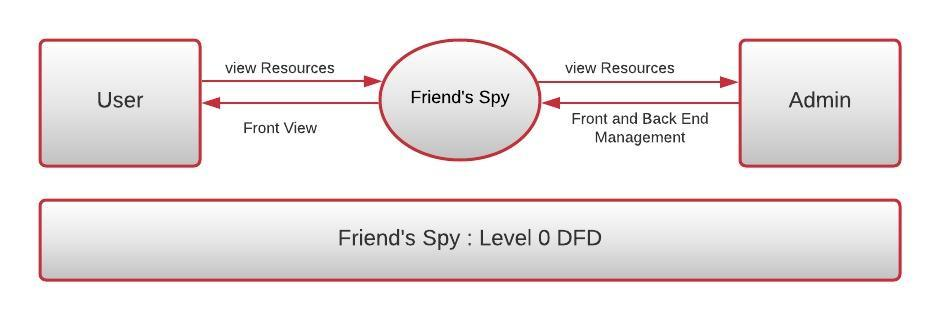 User
view Resources
Front View
Friend's Spy
view Resources
Front and Back End
Management
Admin
Friend's Spy : Level 0 DFD